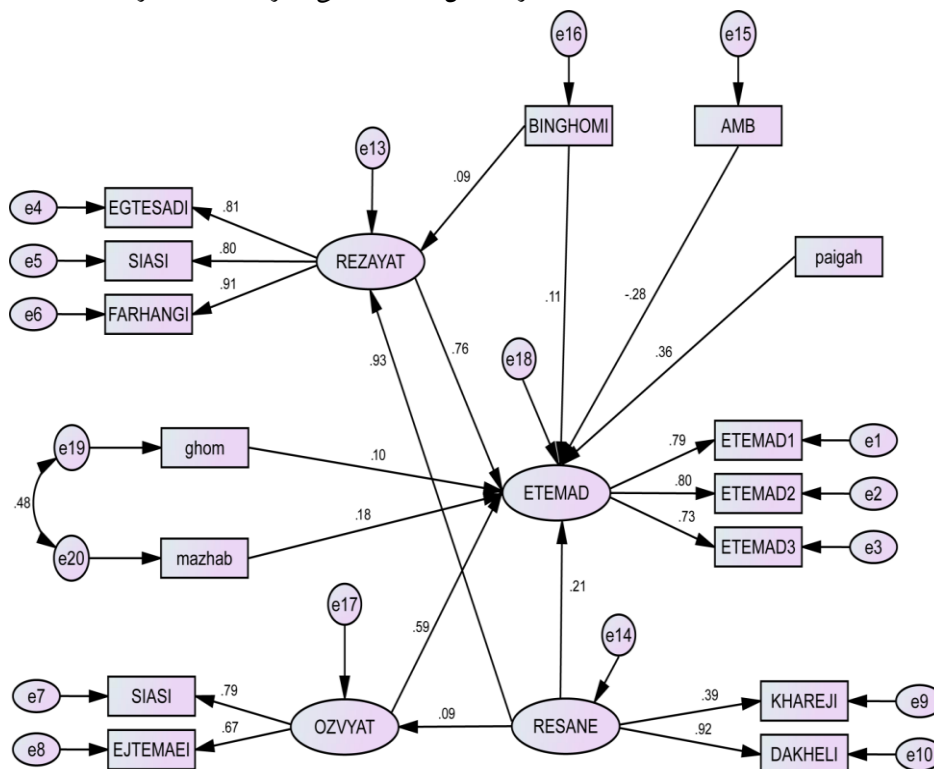 e16
e15
BINGHOMI
AMB
e13
.09
e4
EGTESADI
.81
e5
SIASI
.80
REZAYAT
paigah
e6
FARHANGI
.91
.11
-.28
.93
.76
e18
.36
e19
ghom
.79
ETEMAD1
e1
.10
ETEMAD
.80
ETEMAD2
e2
.48
.18
.73
ETEMAD3
e3
e20
mazhab
e17
.21
.59
e14
e7
SIASI
.79
.39
KHAREJI
e9
OZVYAT
.09
RESANE
e8
EJTEMAEI
.67
.92
DAKHELI
e10